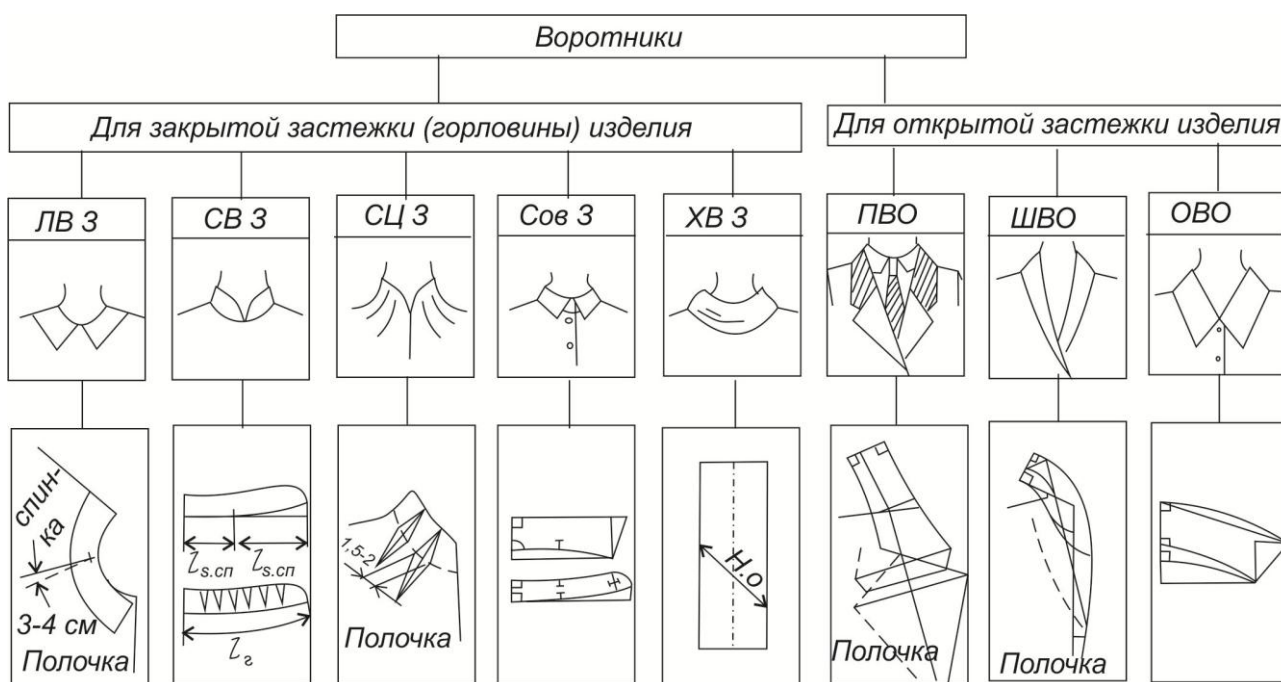 Воротники
Для закрытой застежки (горловины) изделия
Для открытой застежки изделия
ЛВ З
СВ З
СЦ З
Сов З
ХВ З
ПВО
ШВО
ОВО
спин-
ка
3-4 см
Полочка
l s.сп
l s.сп
l г
1,5-2
Полочка
Н.о
Полочка
Полочка